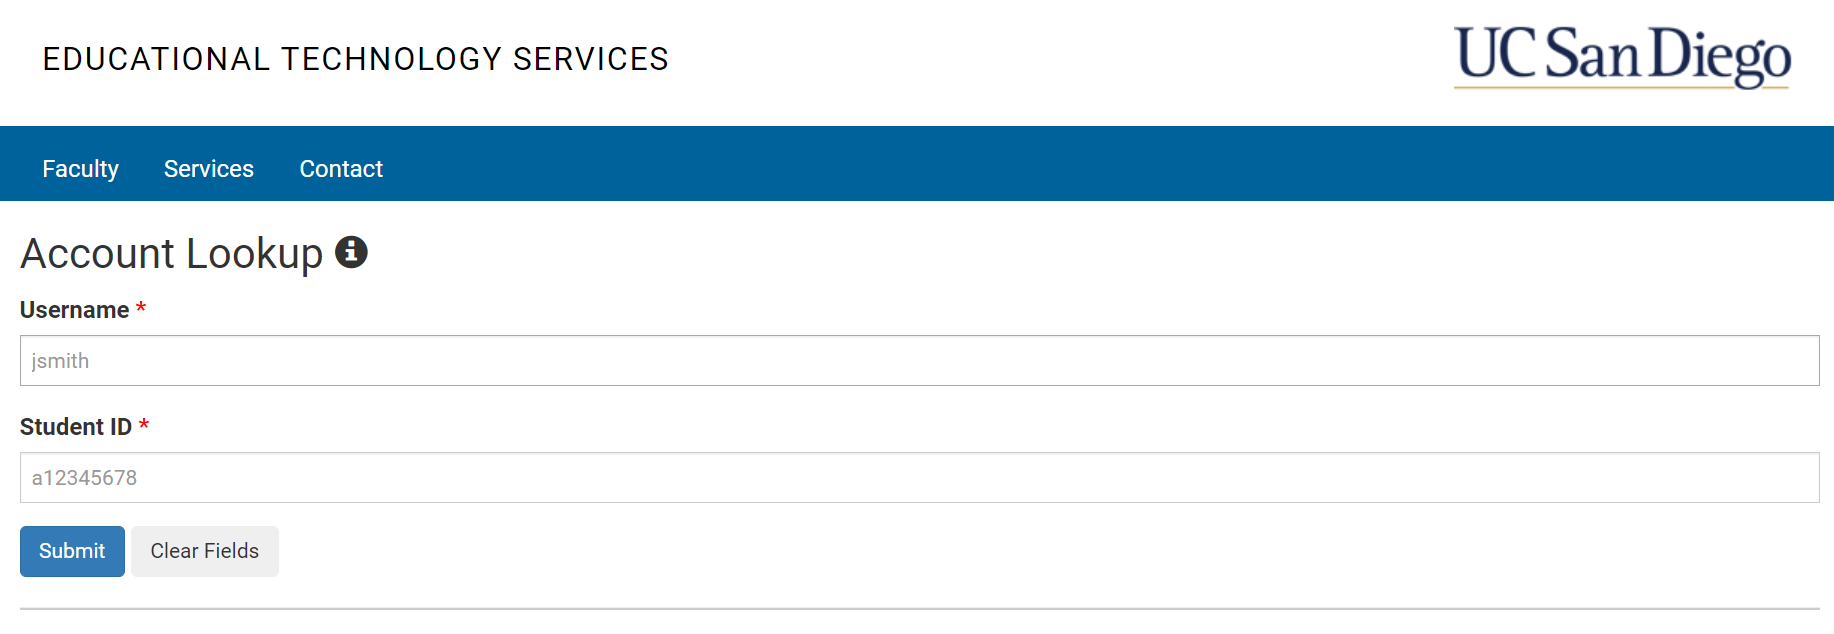 EDUCATIONAL TECHNOLOGY SERVICES
UC San Diego
Faculty Services Contact
Account Lookup
Username *
jsmith
Student ID *
a12345678
Submit Clear Fields